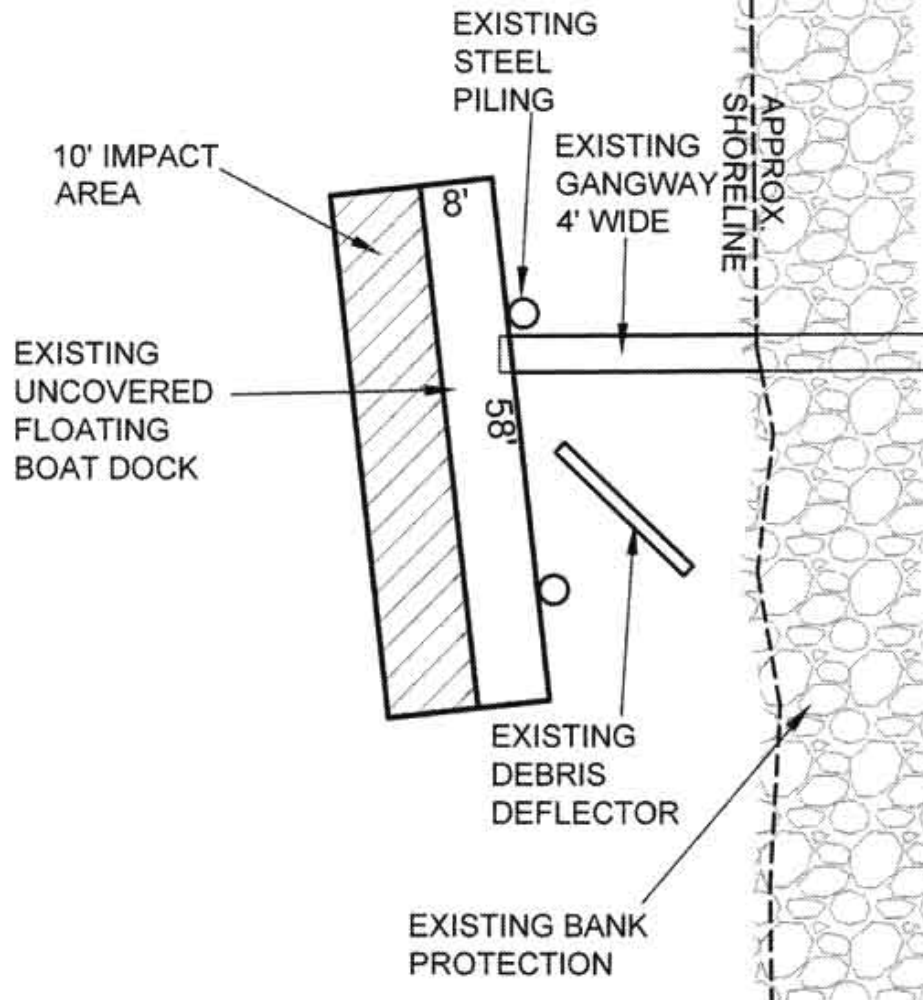 EXISTING
STEEL
PILING
10' IMPACT
AREA
EXISTING
GANGWAY
4' WIDE
APPROX.
SHORELINE
8'
EXISTING
UNCOVERED
FLOATING
BOAT DOCK
58'
EXISTING
DEBRIS
DEFLECTOR
EXISTING BANK
PROTECTION